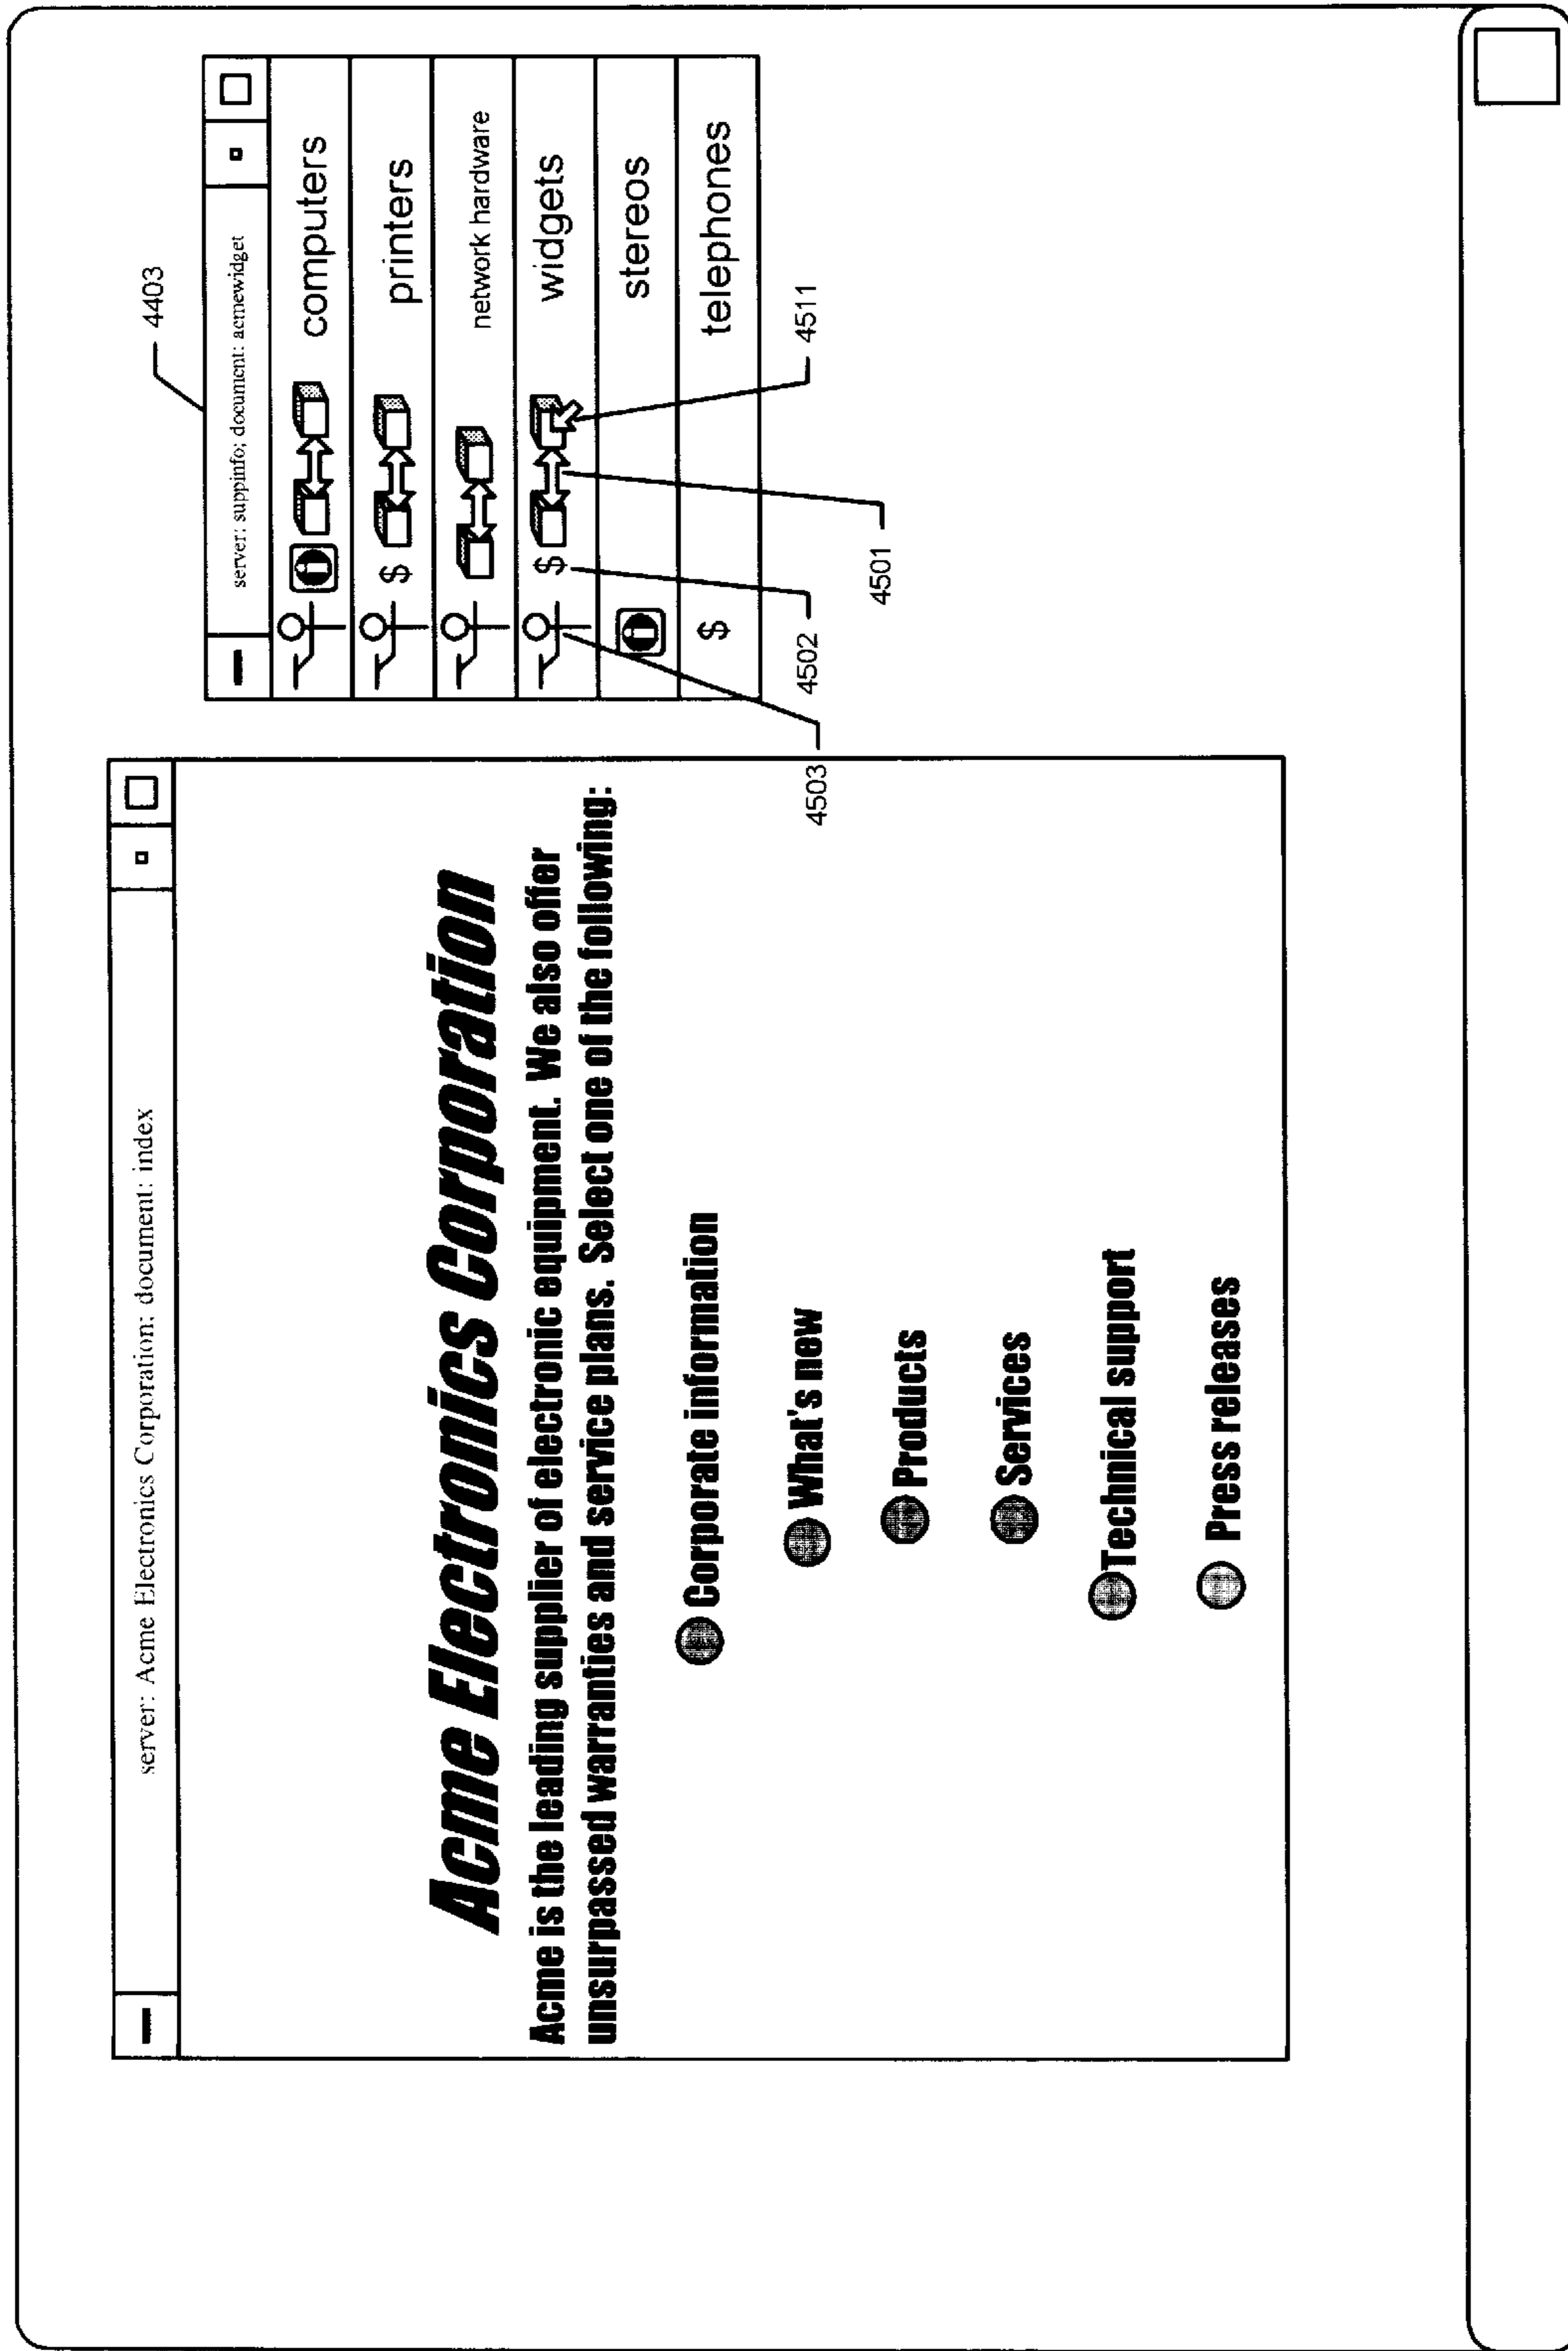 server: Acme Electronics Corporation; document: index
Acme Electronics Corporation
Acme is the leading supplier of electronic equipment. We also offer
unsurpassed warranties and service plans. Select one of the following:
Corporate information
What's new
Products
Services
Technical support
Press releases
4403
server: suppinfo; document: acmewidget
i computers
$ printers
network hardware
$ widgets
i stereos
$ telephones
4503
4502
4501
4511